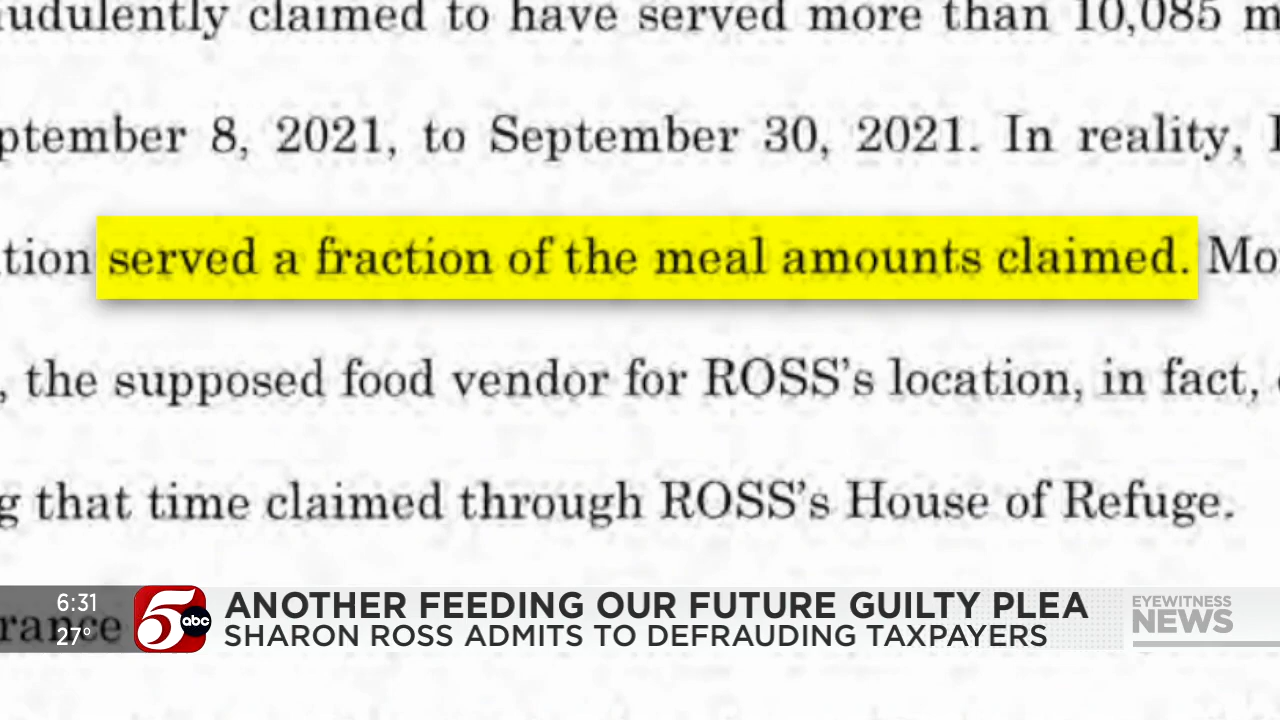 udulently claimed to have served more than 10,085 m
ptember 8, 2021, to September 30, 2021. In reality,
tion served a fraction of the meal amounts claimed. Mo
, the supposed food vendor for ROSS's location, in fact,
g that time claimed through ROSS's House of Refuge.
rance
6:31
27°
5 abc
ANOTHER FEEDING OUR FUTURE GUILTY PLEA
SHARON ROSS ADMITS TO DEFRAUDING TAXPAYERS
EYEWITNESS
NEWS